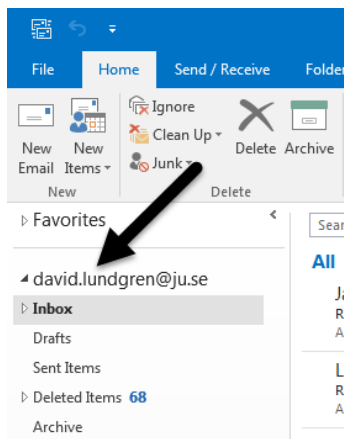 File Home Send / Receive Folder
Ignore
Clean Up
Junk
New Email
New Items
Delete
Archive
New
Delete
Favorites
All
david.lundgren@ju.se
Inbox
Drafts
Sent Items
Deleted Items 68
Archive